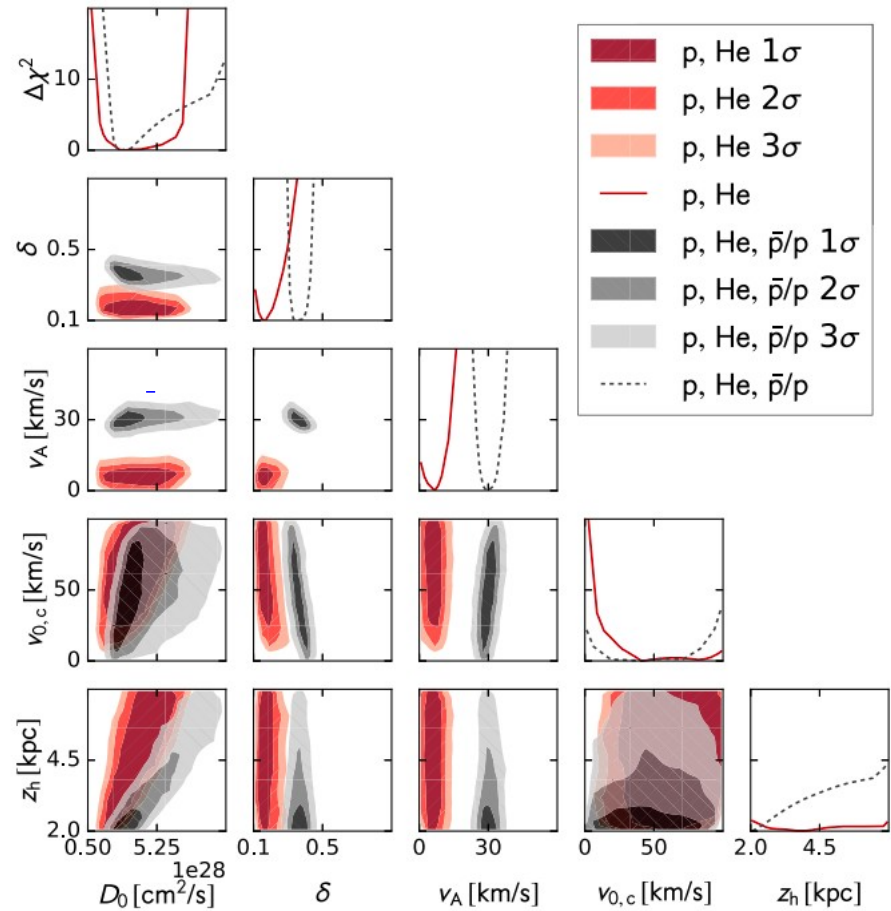 Δχ²
10
0
p, He 1σ
p, He 2σ
p, He 3σ
p, He
p, He, p̄/p 1σ
p, He, p̄/p 2σ
p, He, p̄/p 3σ
p, He, p̄/p
δ
0.5
0.1
v_A [km/s]
30
0
v_0,c [km/s]
50
0
z_h [kpc]
4.5
2.0
0.50 5.25 0.1 0.5 0 30 0 50 2.0 4.5
1e28
D_0 [cm²/s] δ v_A [km/s] v_0,c [km/s] z_h [kpc]